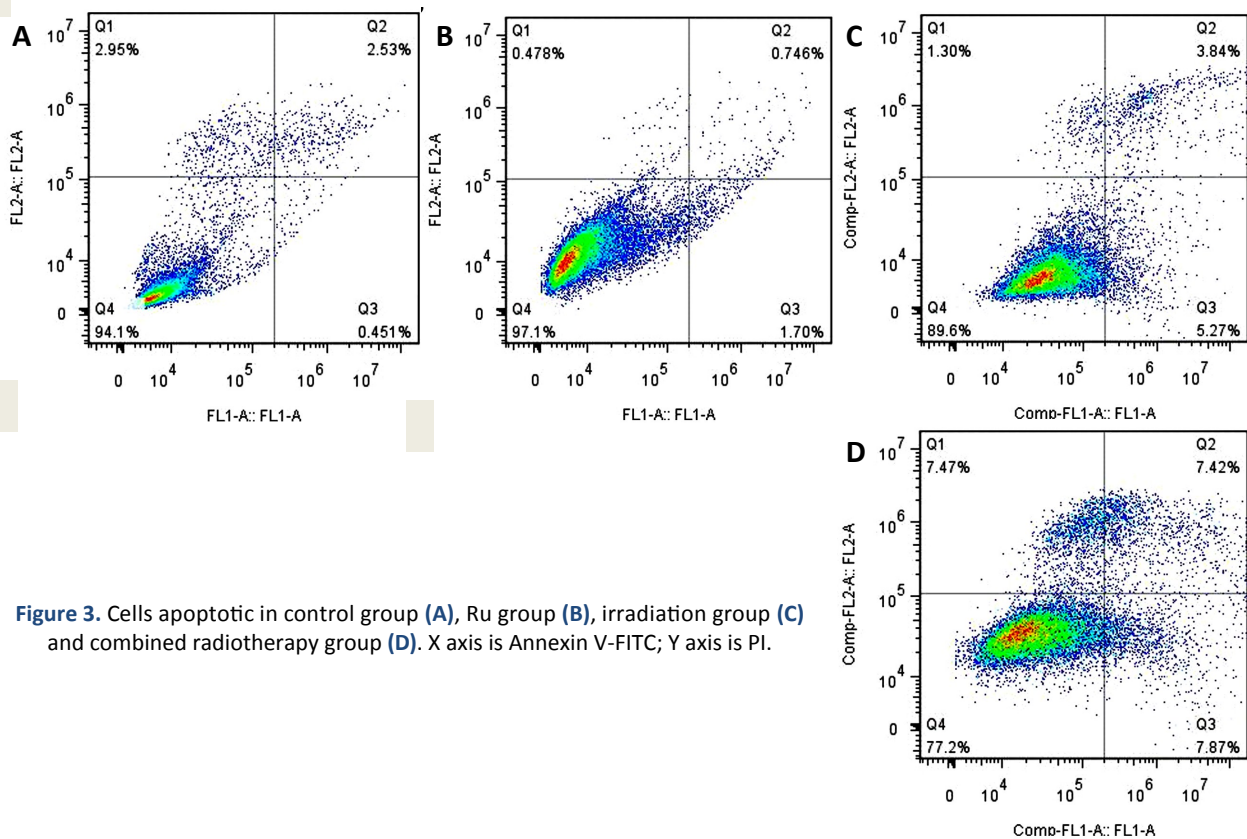 A
10^7
10^6
10^5
10^4
0
FL2-A:: FL2-A
Q1
2.95%
Q2
2.53%
Q4
94.1%
Q3
0.451%
0 10^4 10^5 10^6 10^7
FL1-A:: FL1-A
B
10^7
10^6
10^5
10^4
0
FL2-A:: FL2-A
Q1
0.478%
Q2
0.746%
Q4
97.1%
Q3
1.70%
0 10^4 10^5 10^6 10^7
FL1-A:: FL1-A
C
10^7
10^6
10^5
10^4
0
Comp-FL2-A:: FL2-A
Q1
1.30%
Q2
3.84%
Q4
89.6%
Q3
5.27%
0 10^4 10^5 10^6 10^7
Comp-FL1-A:: FL1-A
D
10^7
10^6
10^5
10^4
0
Comp-FL2-A:: FL2-A
Q1
7.47%
Q2
7.42%
Q4
77.2%
Q3
7.87%
0 10^4 10^5 10^6 10^7
Comp-FL1-A:: FL1-A
Figure 3. Cells apoptotic in control group (A), Ru group (B), irradiation group (C)
and combined radiotherapy group (D). X axis is Annexin V-FITC; Y axis is PI.